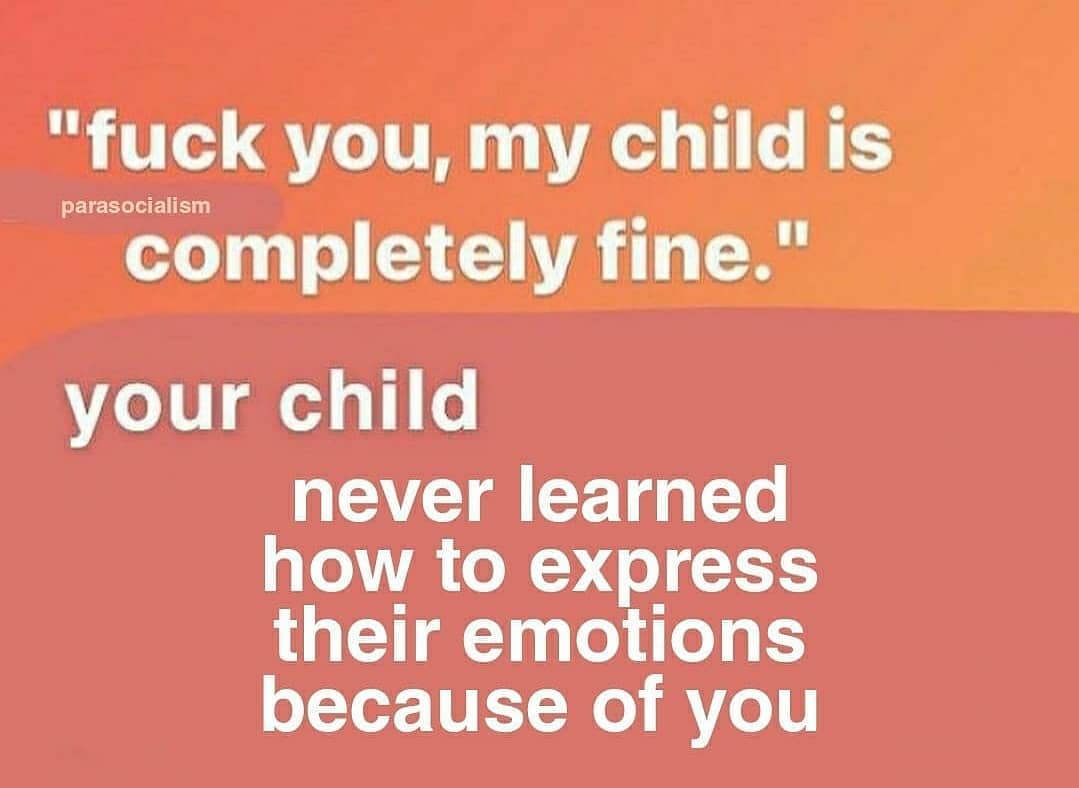 "fuck you, my child is
parasocialism
completely fine."
your child
never learned
how to express
their emotions
because of you